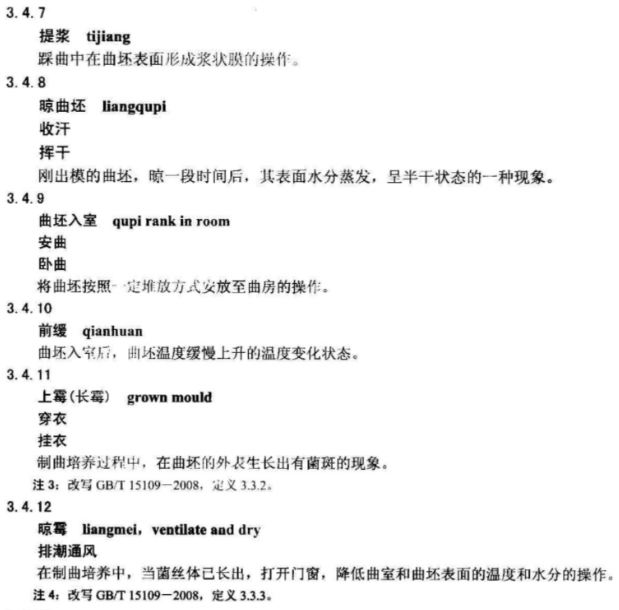 3.4.7
提浆 tijiang
踩曲中在曲坯表面形成浆状膜的操作。
3.4.8
晾曲坯 liangqupi
收汗
挥干
刚出模的曲坯，晾一段时间后，其表面水分蒸发，呈半干状态的一种现象。
3.4.9
曲坯入室 qupi rank in room
安曲
卧曲
将曲坯按照一定堆放方式安放至曲房的操作。
3.4.10
前缓 qianhuan
曲坯入室后，曲坯温度缓慢上升的温度变化状态。
3.4.11
上霉(长霉) grown mould
穿衣
挂衣
制曲培养过程中，在曲坯的外表生长出有菌斑的现象。
注3：改写GB/T 15109—2008，定义3.3.2。
3.4.12
晾霉 liangmei，ventilate and dry
排潮通风
在制曲培养中，当菌丝体已长出，打开门窗，降低曲室和曲坯表面的温度和水分的操作。
注4：改写GB/T 15109—2008，定义3.3.3。